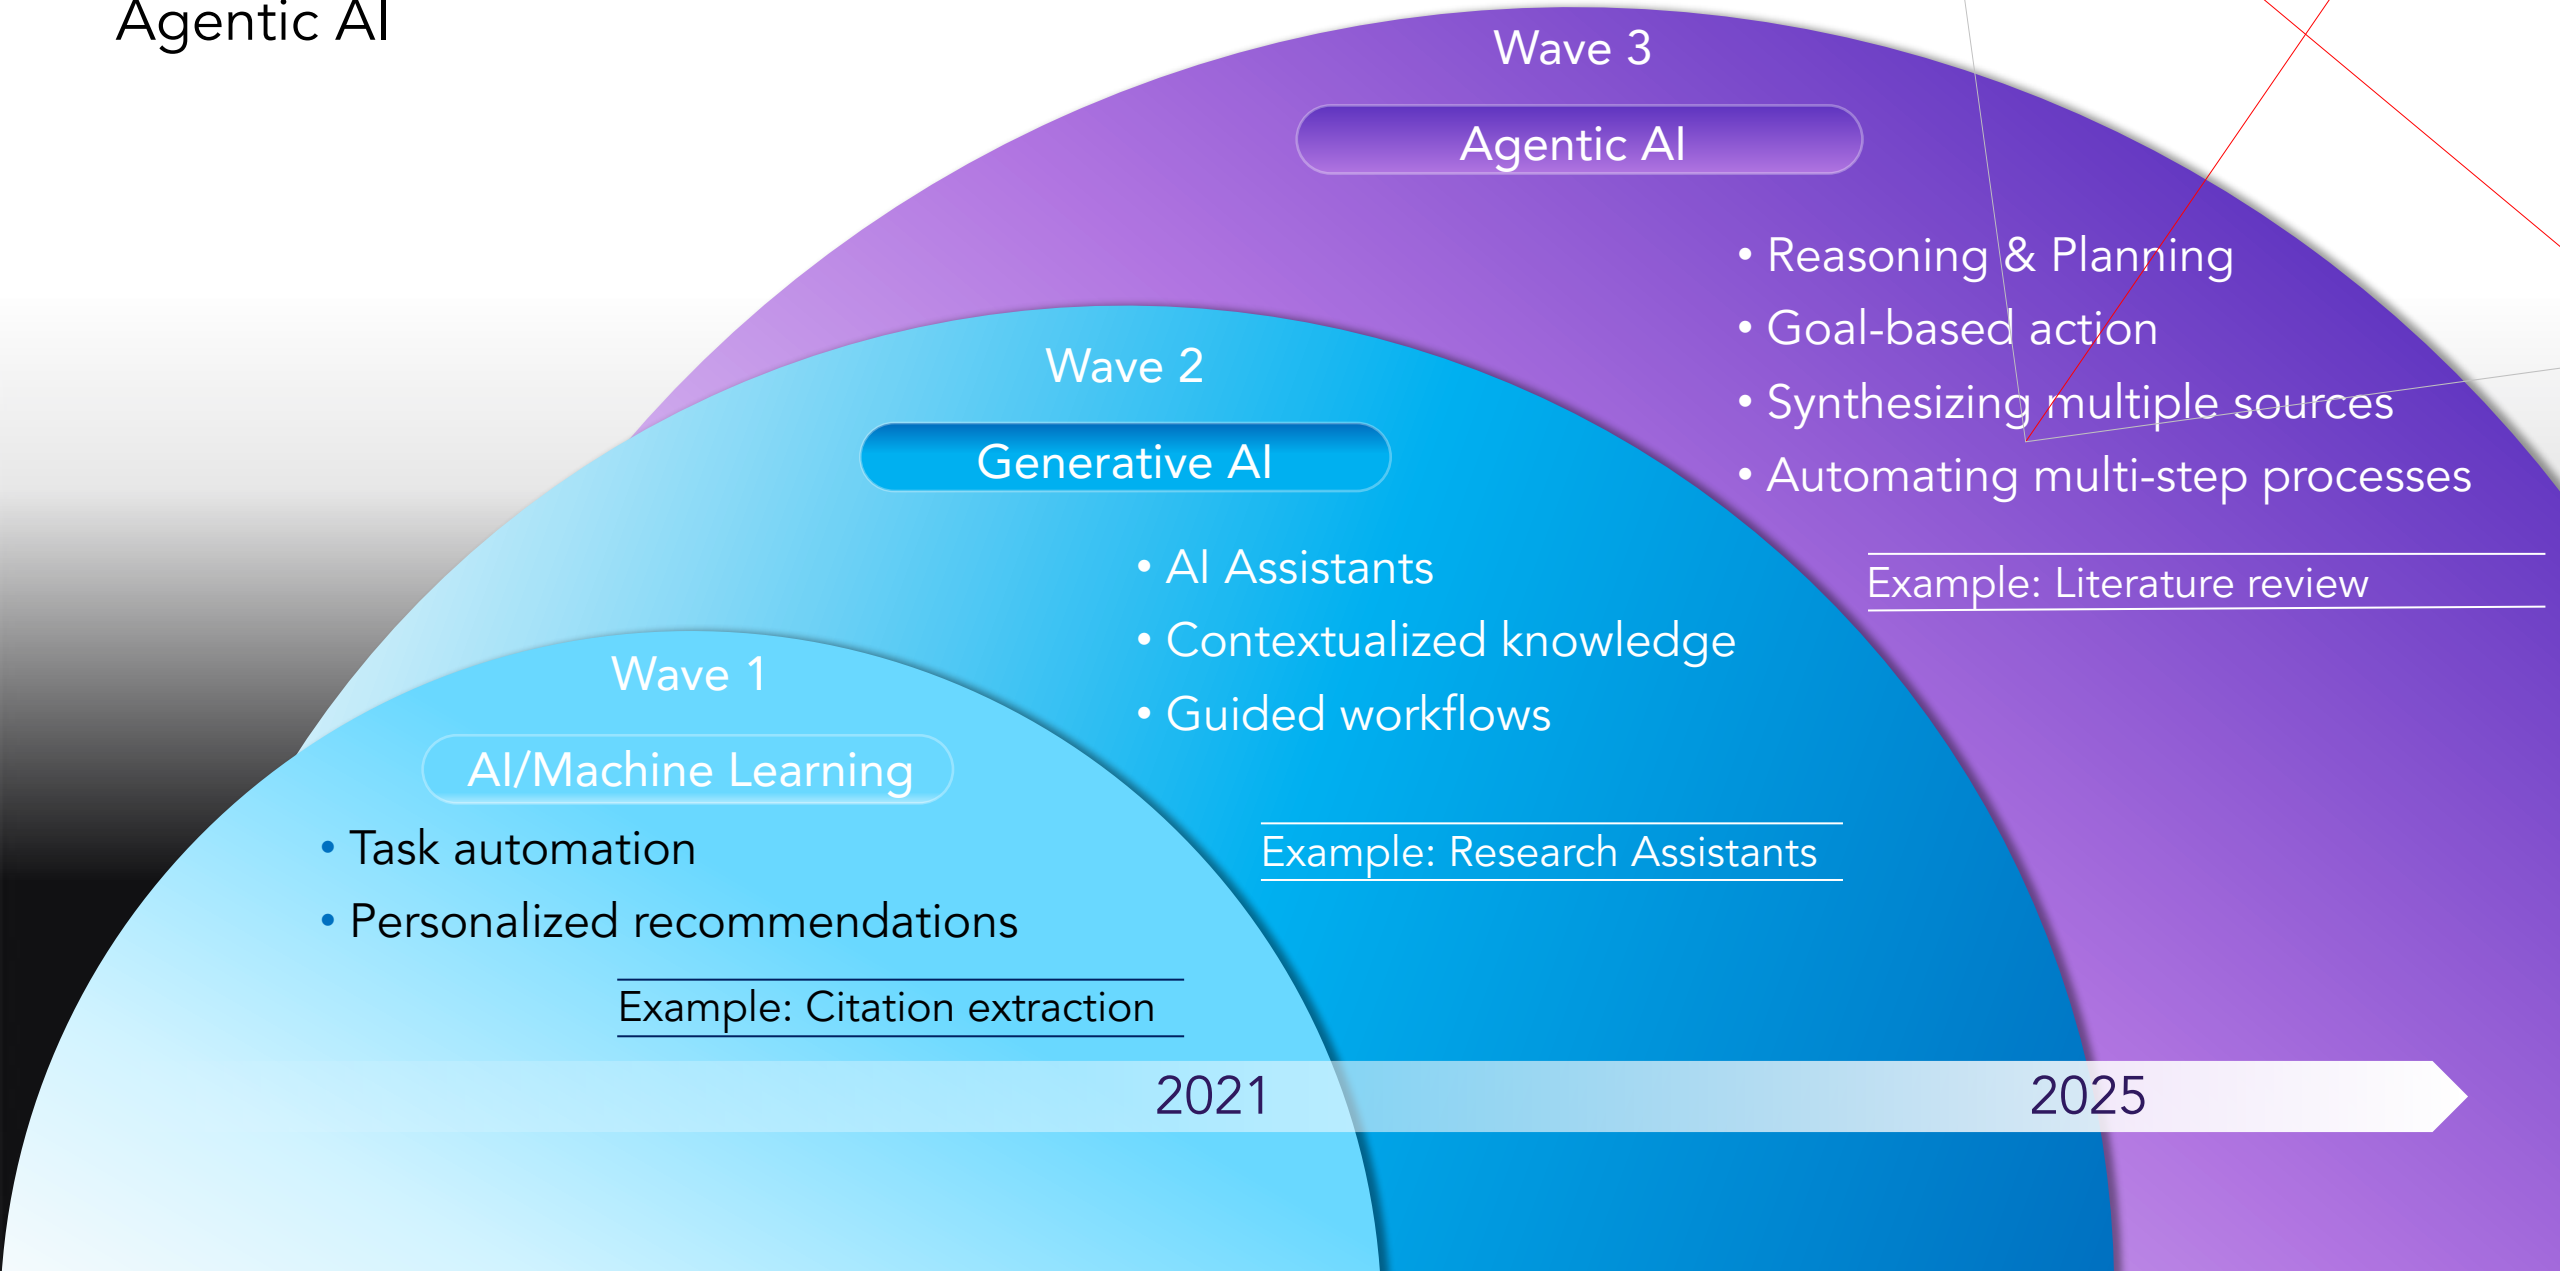 Agentic AI
Wave 3
Agentic AI
• Reasoning & Planning
• Goal-based action
• Synthesizing multiple sources
• Automating multi-step processes
Example: Literature review
Wave 2
Generative AI
• AI Assistants
• Contextualized knowledge
• Guided workflows
Example: Research Assistants
Wave 1
AI/Machine Learning
• Task automation
• Personalized recommendations
Example: Citation extraction
2021
2025